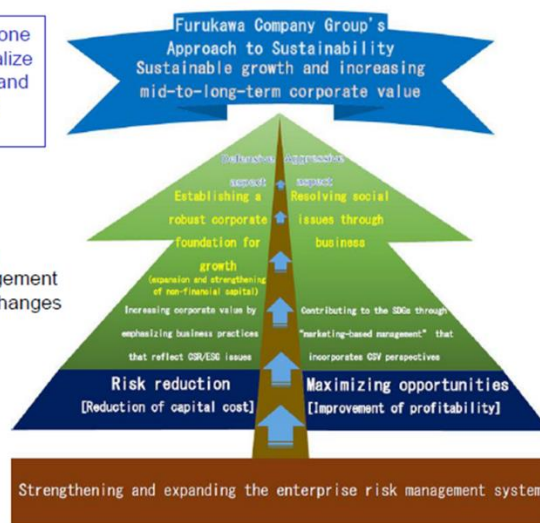 one
alize
and
gement
hanges
Furukawa Company Group's
Approach to Sustainability
Sustainable growth and increasing
mid-to-long-term corporate value
Defensive
aspect
Aggressive
aspect
Establishing a
robust corporate
foundation for
growth
(expansion and strengthening
of non-financial capital)
Resolving social
issues through
business
Increasing corporate value by
emphasizing business practices
that reflect CSR/ESG issues
Contributing to the SDGs through
"marketing-based management" that
incorporates CSV perspectives
Risk reduction
[Reduction of capital cost]
Maximizing opportunities
[Improvement of profitability]
Strengthening and expanding the enterprise risk management system